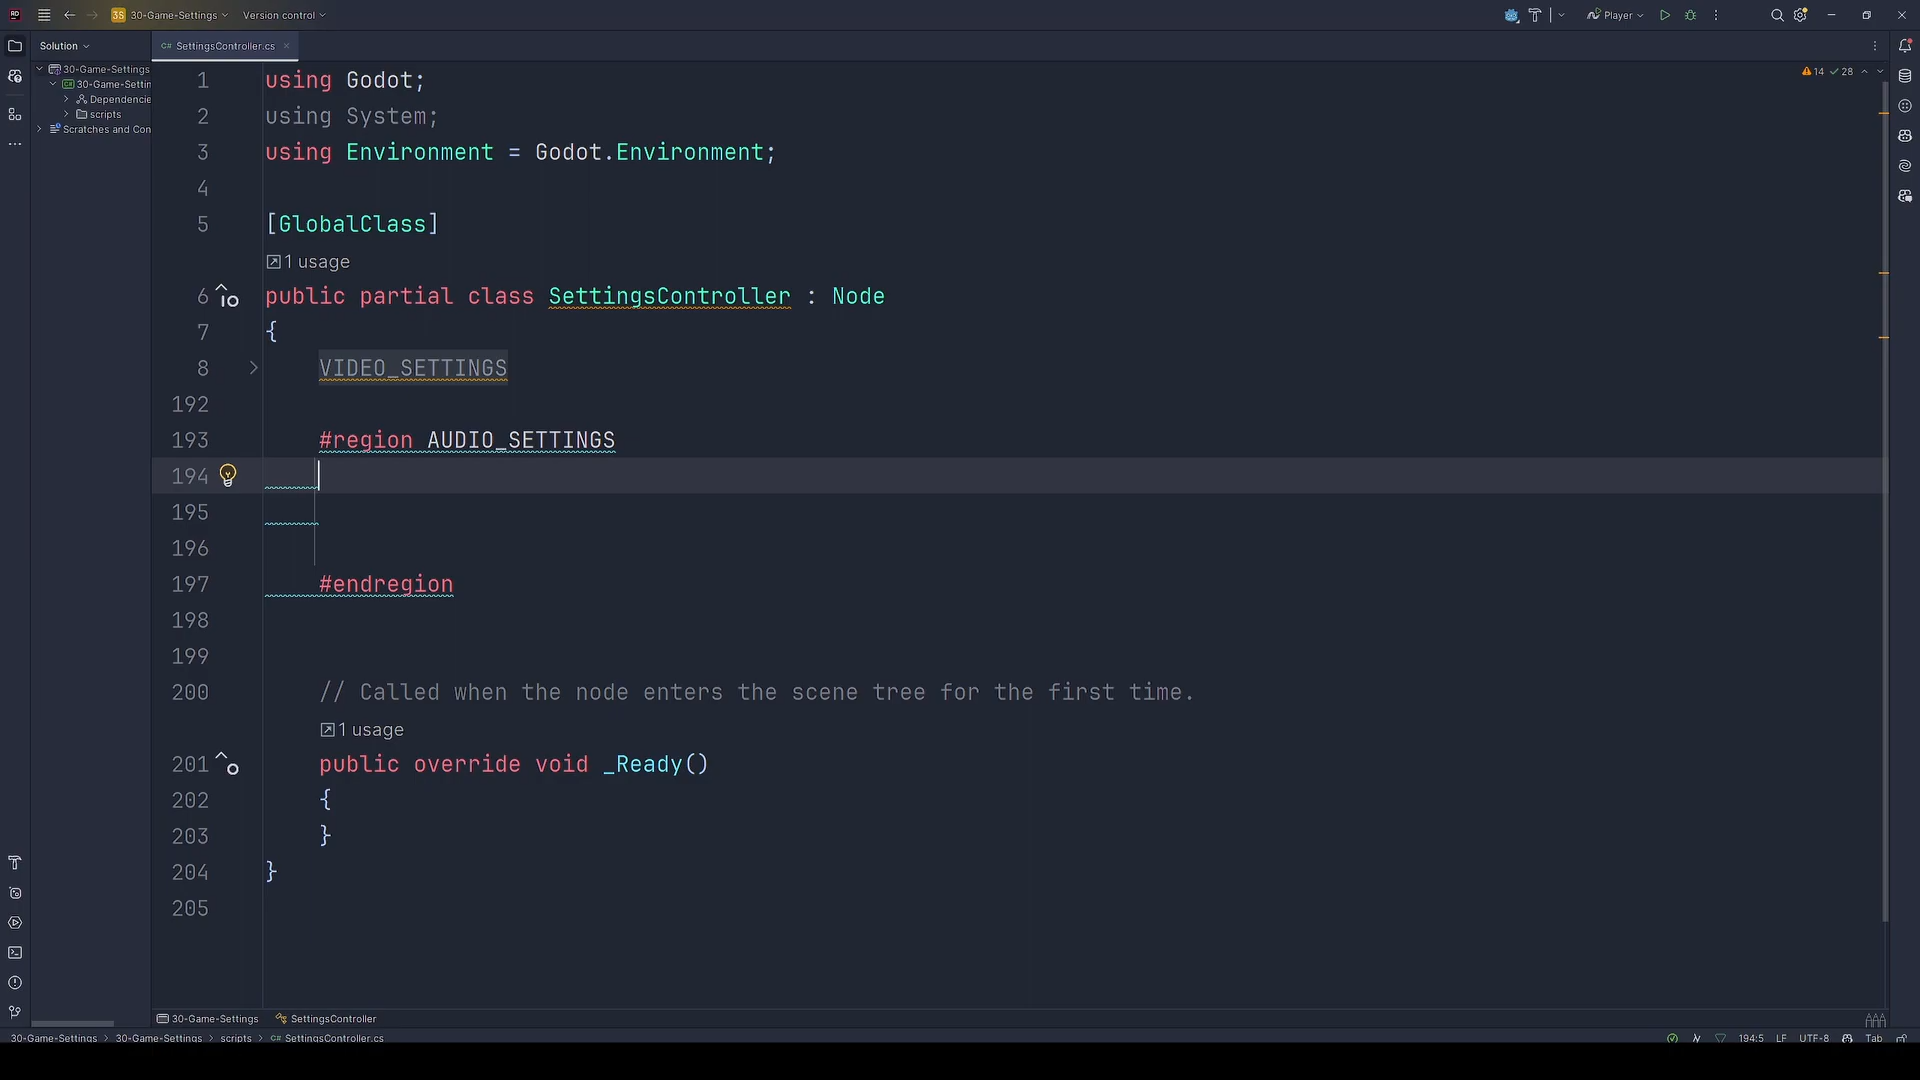 3S 30-Game-Settings Version control Player
Solution
SettingsController.cs
30-Game-Settings
30-Game-Settin
Dependencie
scripts
Scratches and Con
14 28
1 using Godot;
2 using System;
3 using Environment = Godot.Environment;
4
5 [GlobalClass]
1 usage
6 public partial class SettingsController : Node
7 {
8 VIDEO_SETTINGS
192
193 #region AUDIO_SETTINGS
194
195
196
197 #endregion
198
199
200 // Called when the node enters the scene tree for the first time.
1 usage
201 public override void _Ready()
202 {
203 }
204 }
205
30-Game-Settings SettingsController
30-Game-Settings > 30-Game-Settings > scripts > C# SettingsController.cs 194:5 LF UTF-8 Tab